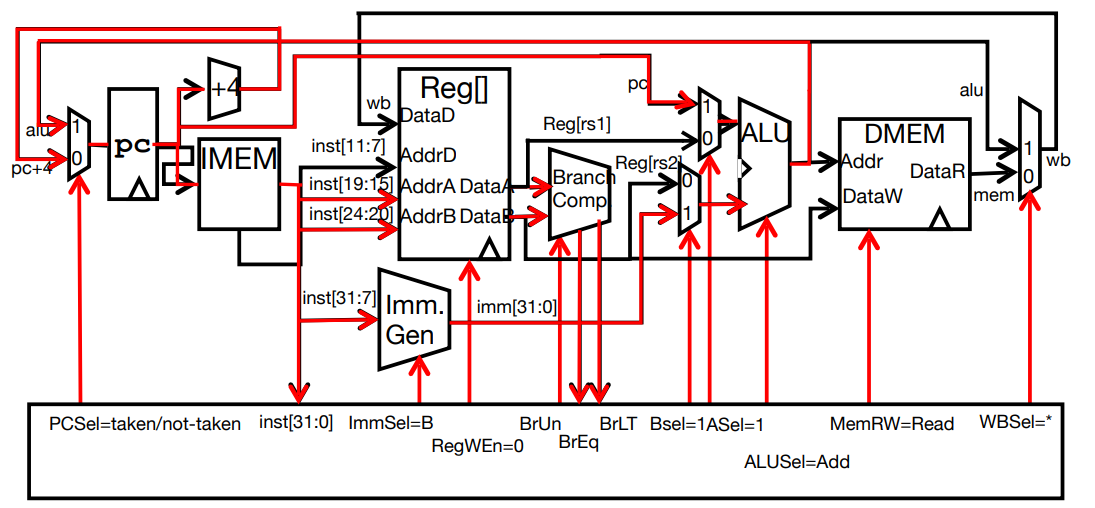 +4
Reg[]
pc
alu
wb
DataD
alu
1
pc
Reg[rs1]
1
ALU
DMEM
inst[11:7]
IMEM
AddrD
0
Reg[rs2]
1
wb
pc+4
0
inst[19:15]
AddrA DataA
Branch
Comp
0
Addr
DataR
0
mem
inst[24:20]
AddrB DataB
1
DataW
inst[31:7]
Imm.
Gen
imm[31:0]
PCSel=taken/not-taken
inst[31:0]
ImmSel=B
RegWEn=0
BrUn
BrEq
BrLT
Bsel=1
ASel=1
ALUSel=Add
MemRW=Read
WBSel=*